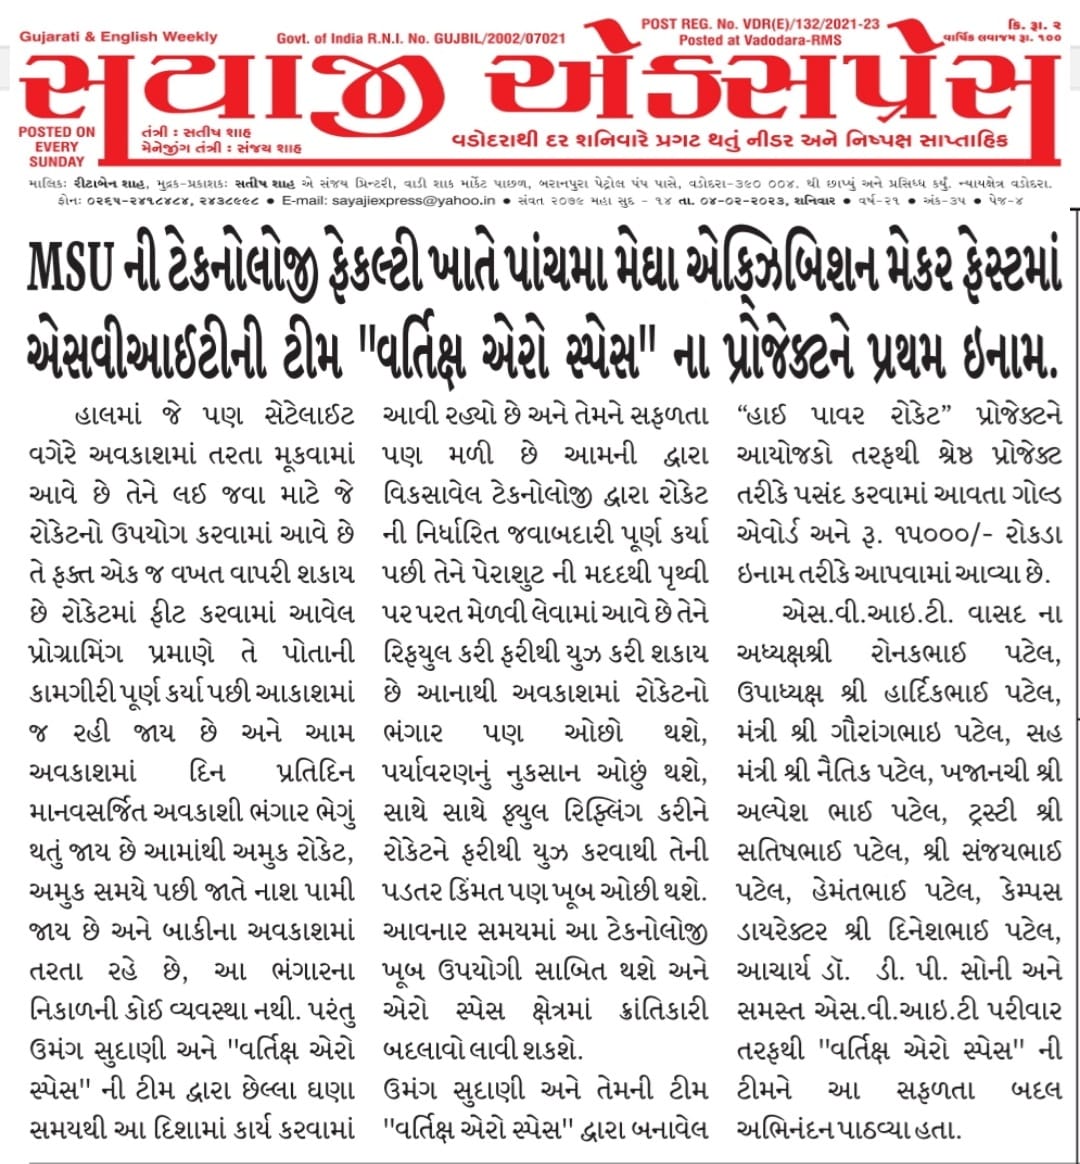 Gujarati & English Weekly
Govt. of India R.N.I. No. GUJBIL/2002/07021
POST REG. No. VDR(E)/132/2021-23
Posted at Vadodara-RMS
કિ. રૂા. ૨
વાર્ષિક લવાજમ રૂા. ૧૦૦
સયાજી એક્સપ્રેસ
POSTED ON
EVERY
SUNDAY
તંત્રી : સતીષ શાહ
મેનેજીંગ તંત્રી : સંજય શાહ
વડોદરાથી દર શનિવારે પ્રગટ થતું નીડર અને નિષ્પક્ષ સાપ્તાહિક
માલિકઃ રીટાબેન શાહ, મુદ્રક-પ્રકાશકઃ સતીષ શાહ એ સંજય પ્રિન્ટરી, વાડી શાક માર્કેટ પાછળ, બરાનપુરા પેટ્રોલ પંપ પાસે, વડોદરા-૩૯૦ ૦૦૪. થી છાપ્યું અને પ્રસિધ્ધ કર્યું. ન્યાયક્ષેત્ર વડોદરા.
ફોનઃ ૦૨૬૫-૨૪૧૮૪૮૪, ૨૪૩૮૯૯૮ ● E-mail: sayajiexpress@yahoo.in ● સંવત ૨૦૭૯ મહા સુદ - ૧૪ તા. ૦૪-૦૨-૨૦૨૩, શનિવાર ● વર્ષ-૨૧ ● અંક-૩૫ ● પેજ-૪
MSU ની ટેકનોલોજી ફેકલ્ટી ખાતે પાંચમા મેઘા એક્ઝિબિશન મેકર ફેસ્ટમાં
એસવીઆઈટીની ટીમ "વર્તિક્ષ એરો સ્પેસ" ના પ્રોજેક્ટને પ્રથમ ઇનામ.
હાલમાં જે પણ સેટેલાઈટ
વગેરે અવકાશમાં તરતા મૂકવામાં
આવે છે તેને લઈ જવા માટે જે
રોકેટનો ઉપયોગ કરવામાં આવે છે
તે ફક્ત એક જ વખત વાપરી શકાય
છે રોકેટમાં ફીટ કરવામાં આવેલ
પ્રોગ્રામિંગ પ્રમાણે તે પોતાની
કામગીરી પૂર્ણ કર્યા પછી આકાશમાં
જ રહી જાય છે અને આમ
અવકાશમાં દિન પ્રતિદિન
માનવસર્જિત અવકાશી ભંગાર ભેગું
થતું જાય છે આમાંથી અમુક રોકેટ,
અમુક સમયે પછી જાતે નાશ પામી
જાય છે અને બાકીના અવકાશમાં
તરતા રહે છે, આ ભંગારના
નિકાળની કોઈ વ્યવસ્થા નથી. પરંતુ
ઉમંગ સુદાણી અને "વર્તિક્ષ એરો
સ્પેસ" ની ટીમ દ્વારા છેલ્લા ઘણા
સમયથી આ દિશામાં કાર્ય કરવામાં
આવી રહ્યો છે અને તેમને સફળતા
પણ મળી છે આમની દ્વારા
વિકસાવેલ ટેકનોલોજી દ્વારા રોકેટ
ની નિર્ધારિત જવાબદારી પૂર્ણ કર્યા
પછી તેને પેરાશુટ ની મદદથી પૃથ્વી
પર પરત મેળવી લેવામાં આવે છે તેને
રિફયુલ કરી ફરીથી યુઝ કરી શકાય
છે આનાથી અવકાશમાં રોકેટનો
ભંગાર પણ ઓછો થશે,
પર્યાવરણનું નુકસાન ઓછું થશે,
સાથે સાથે ફ્યુલ રિફ્લિંગ કરીને
રોકેટને ફરીથી યુઝ કરવાથી તેની
પડતર કિંમત પણ ખૂબ ઓછી થશે.
આવનાર સમયમાં આ ટેકનોલોજી
ખૂબ ઉપયોગી સાબિત થશે અને
એરો સ્પેસ ક્ષેત્રમાં ક્રાંતિકારી
બદલાવો લાવી શકશે.
ઉમંગ સુદાણી અને તેમની ટીમ
"વર્તિક્ષ એરો સ્પેસ" દ્વારા બનાવેલ
“હાઈ પાવર રોકેટ” પ્રોજેક્ટને
આયોજકો તરફથી શ્રેષ્ઠ પ્રોજેક્ટ
તરીકે પસંદ કરવામાં આવતા ગોલ્ડ
એવોર્ડ અને રૂ. ૧૫૦૦૦/- રોકડા
ઇનામ તરીકે આપવામાં આવ્યા છે.
એસ.વી.આઇ.ટી. વાસદ ના
અધ્યક્ષશ્રી રોનકભાઈ પટેલ,
ઉપાધ્યક્ષ શ્રી હાર્દિકભાઈ પટેલ,
મંત્રી શ્રી ગૌરાંગભાઇ પટેલ, સહ
મંત્રી શ્રી નૈતિક પટેલ, ખજાનચી શ્રી
અલ્પેશ ભાઈ પટેલ, ટ્રસ્ટી શ્રી
સતિષભાઈ પટેલ, શ્રી સંજયભાઈ
પટેલ, હેમંતભાઈ પટેલ, કેમ્પસ
ડાયરેક્ટર શ્રી દિનેશભાઈ પટેલ,
આચાર્ય ડૉ. ડી. પી. સોની અને
સમસ્ત એસ.વી.આઇ.ટી પરીવાર
તરફથી "વર્તિક્ષ એરો સ્પેસ" ની
ટીમને આ સફળતા બદલ
અભિનંદન પાઠવ્યા હતા.